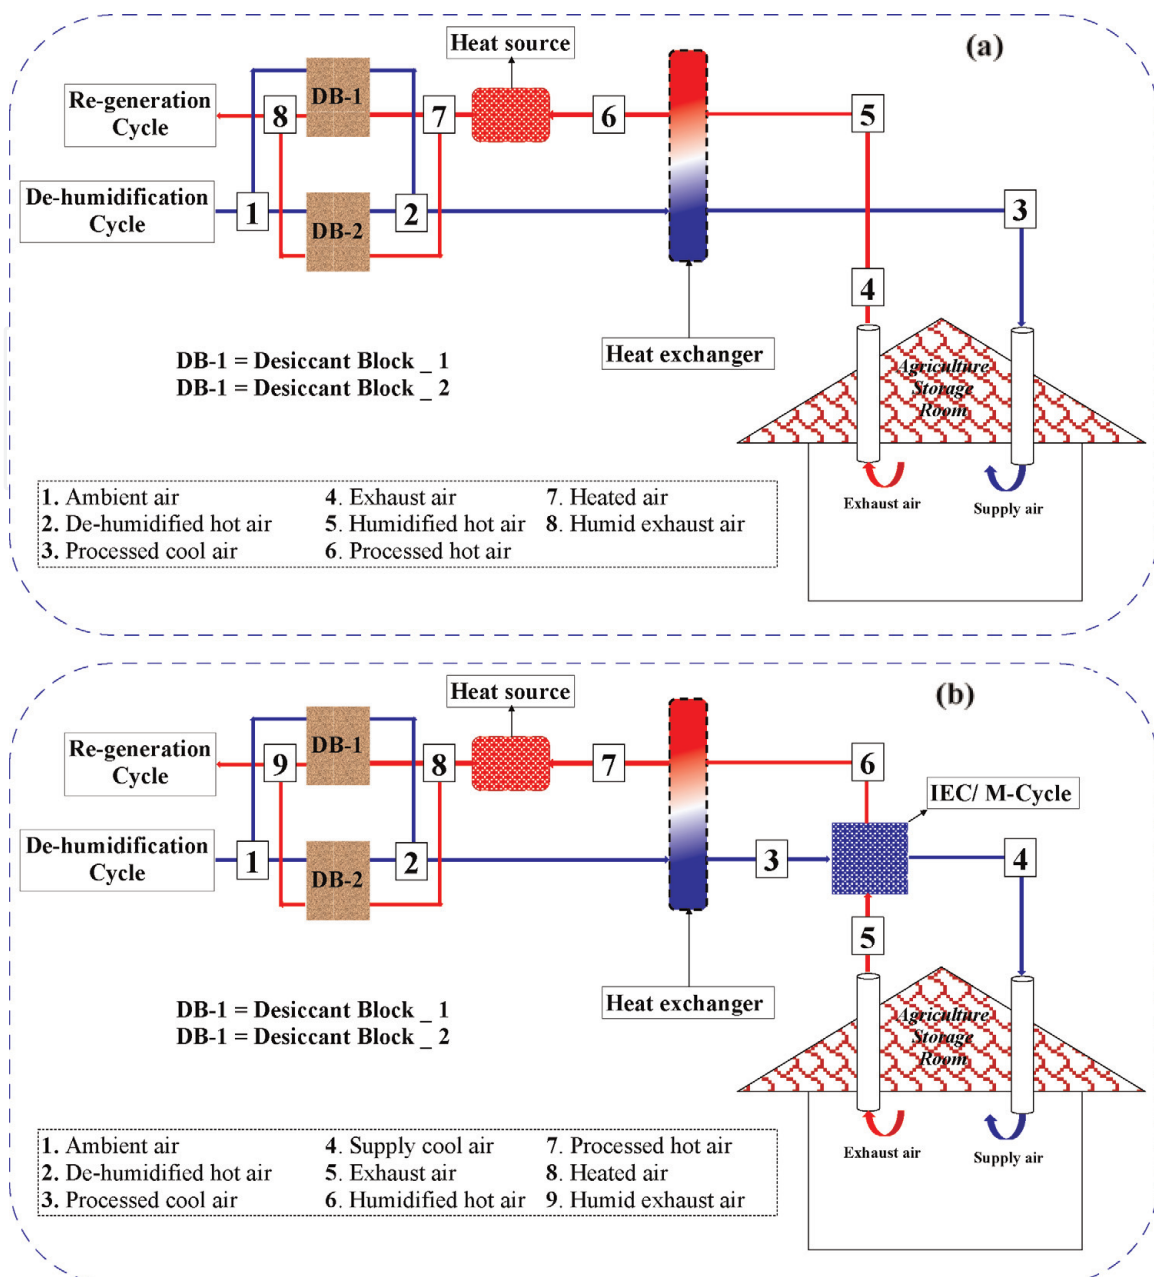 (a)
Heat source
Re-generation
Cycle
8
DB-1
7
6
5
De-humidification
Cycle
1
DB-2
2
3
4
Heat exchanger
DB-1 = Desiccant Block _ 1
DB-1 = Desiccant Block _ 2
Agriculture
Storage
Room
Exhaust air
Supply air
1. Ambient air
2. De-humidified hot air
3. Processed cool air
4. Exhaust air
5. Humidified hot air
6. Processed hot air
7. Heated air
8. Humid exhaust air
(b)
Heat source
Re-generation
Cycle
9
DB-1
8
7
6
IEC/ M-Cycle
De-humidification
Cycle
1
DB-2
2
3
4
5
Heat exchanger
DB-1 = Desiccant Block _ 1
DB-1 = Desiccant Block _ 2
Agriculture
Storage
Room
Exhaust air
Supply air
1. Ambient air
2. De-humidified hot air
3. Processed cool air
4. Supply cool air
5. Exhaust air
6. Humidified hot air
7. Processed hot air
8. Heated air
9. Humid exhaust air